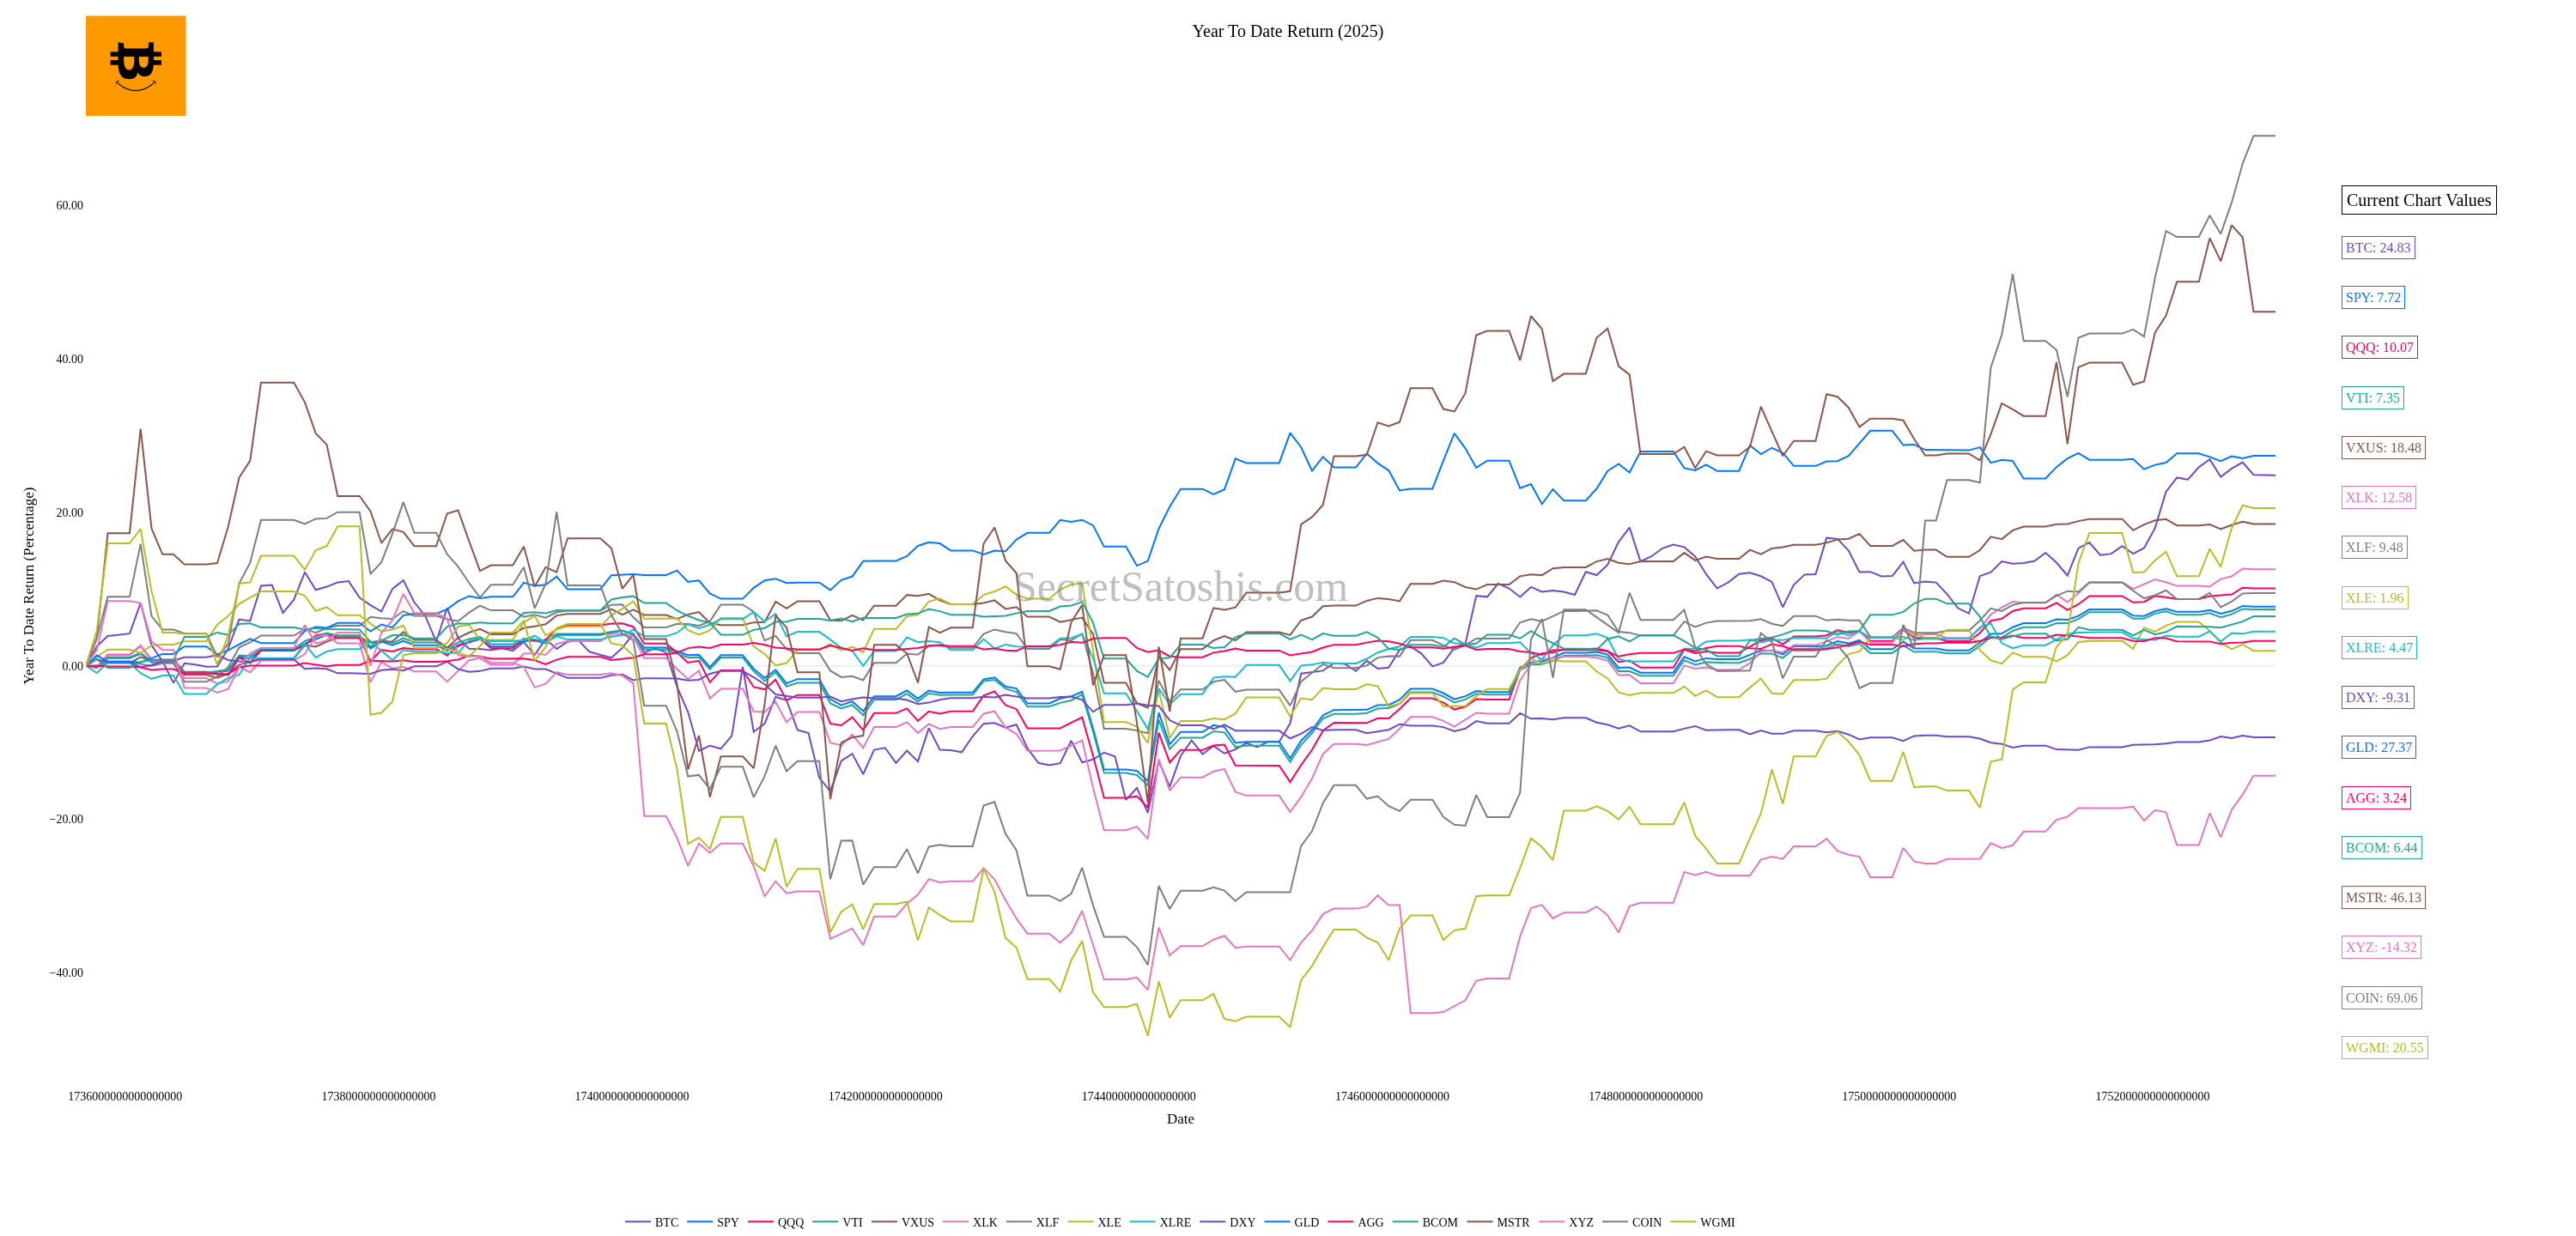 Year To Date Return (2025)
60.00
40.00
20.00
0.00
−20.00
−40.00
Year To Date Return (Percentage)
SecretSatoshis.com
Current Chart Values
BTC: 24.83
SPY: 7.72
QQQ: 10.07
VTI: 7.35
VXUS: 18.48
XLK: 12.58
XLF: 9.48
XLE: 1.96
XLRE: 4.47
DXY: -9.31
GLD: 27.37
AGG: 3.24
BCOM: 6.44
MSTR: 46.13
XYZ: -14.32
COIN: 69.06
WGMI: 20.55
1736000000000000000 1738000000000000000 1740000000000000000 1742000000000000000 1744000000000000000 1746000000000000000 1748000000000000000 1750000000000000000 1752000000000000000
Date
BTC SPY QQQ VTI VXUS XLK XLF XLE XLRE DXY GLD AGG BCOM MSTR XYZ COIN WGMI